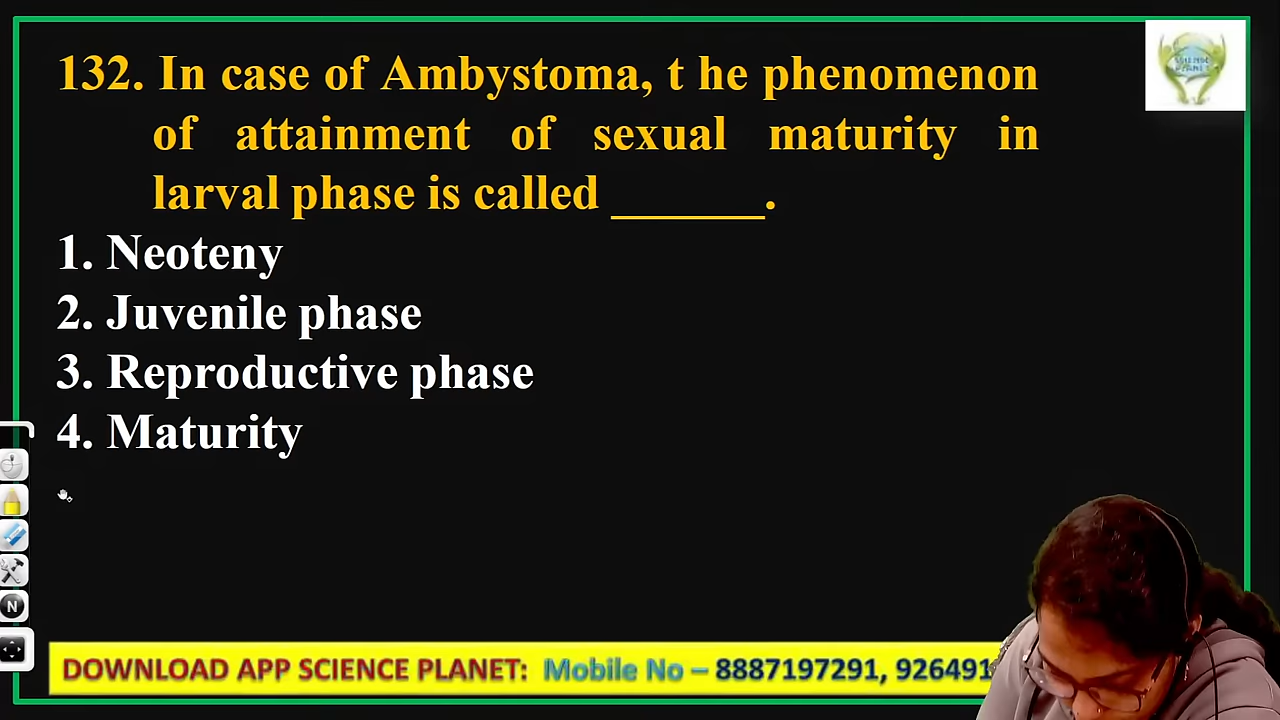 132. In case of Ambystoma, t he phenomenon
of attainment of sexual maturity in
larval phase is called ______.
1. Neoteny
2. Juvenile phase
3. Reproductive phase
4. Maturity
N
DOWNLOAD APP SCIENCE PLANET: Mobile No – 8887197291, 926491